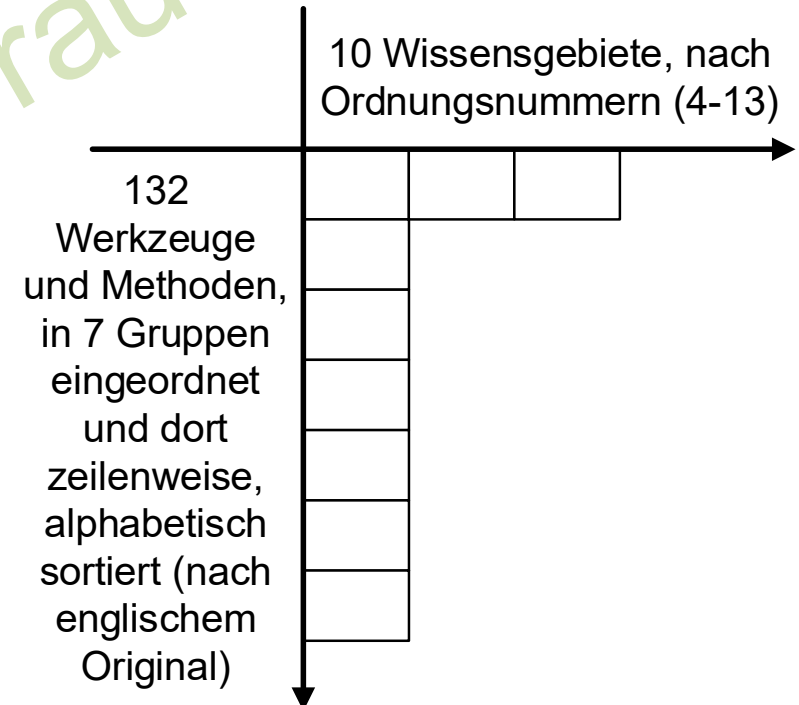 10 Wissensgebiete, nach
Ordnungsnummern (4-13)
132
Werkzeuge
und Methoden,
in 7 Gruppen
eingeordnet
und dort
zeilenweise,
alphabetisch
sortiert (nach
englischem
Original)